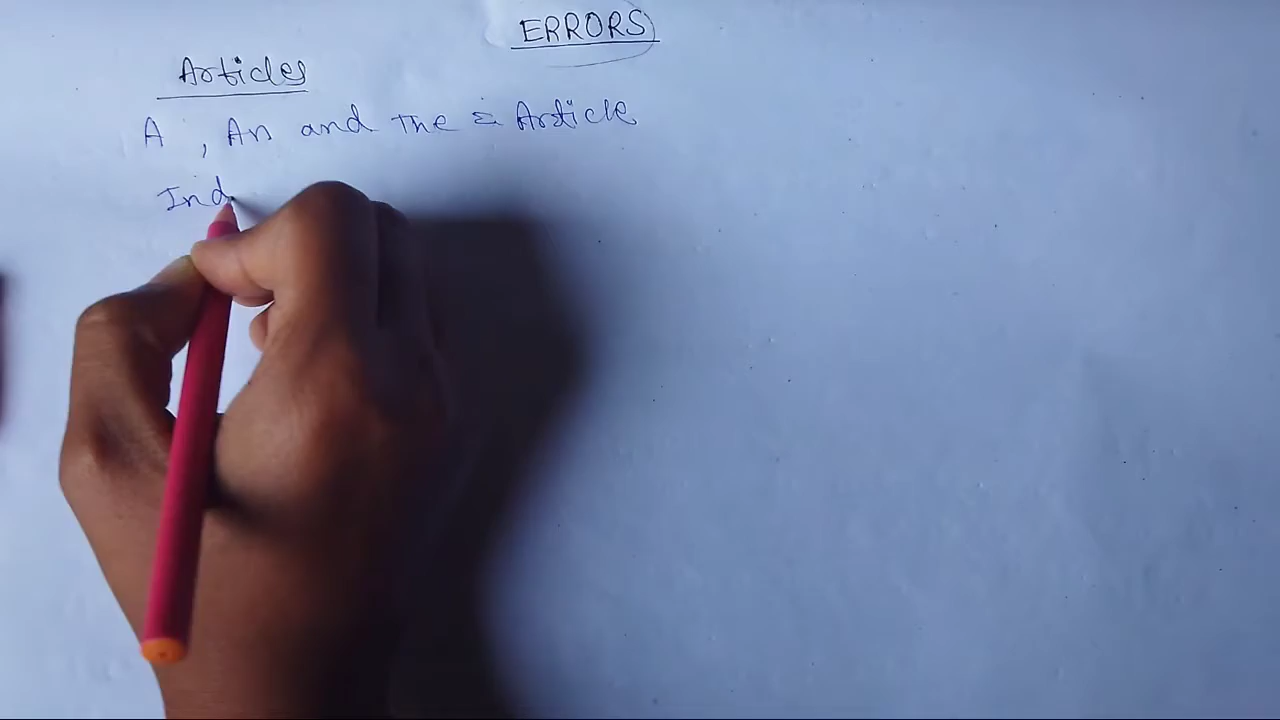 ERRORS
Articles
A , An and The Σ Article
Ind